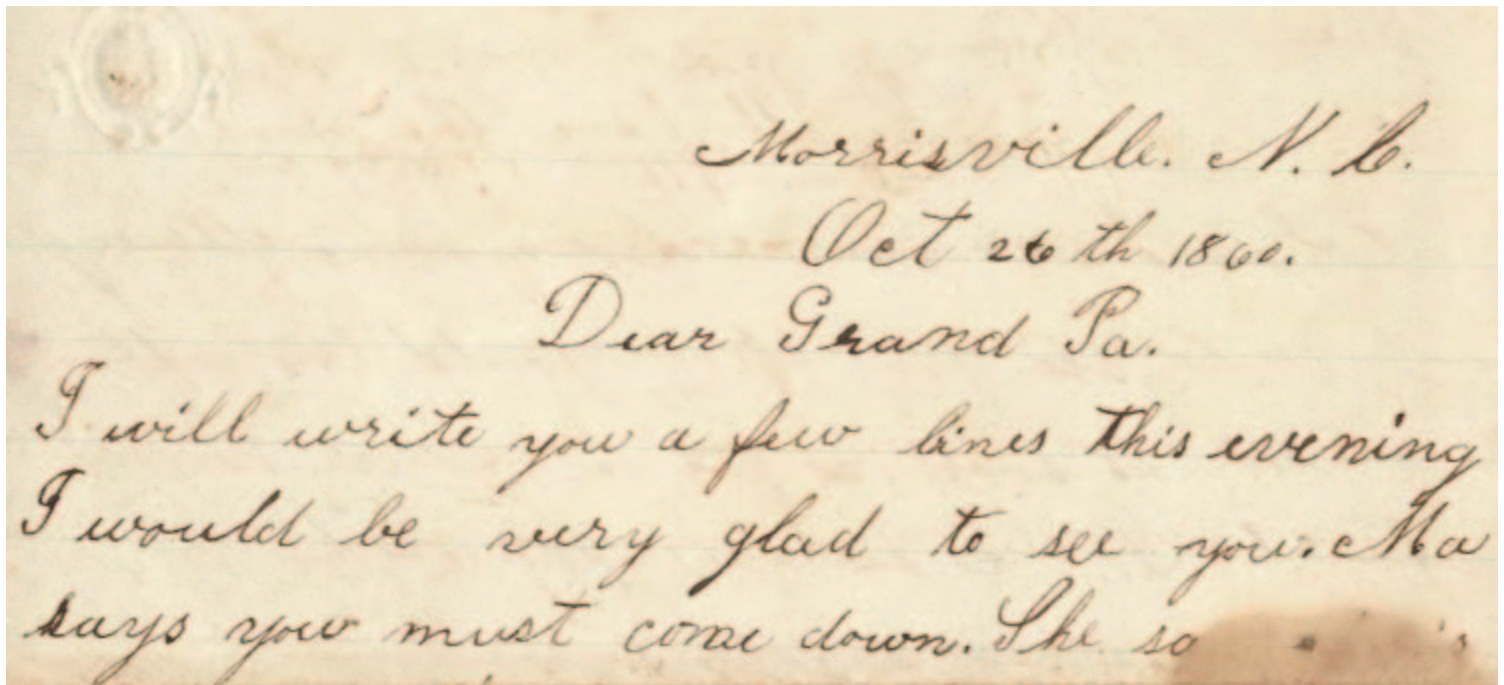 Morrisville. N. C.
Oct 26th 1860.
Dear Grand Pa.
I will write you a few lines this evening
I would be very glad to see you. Ma
says you must come down. She